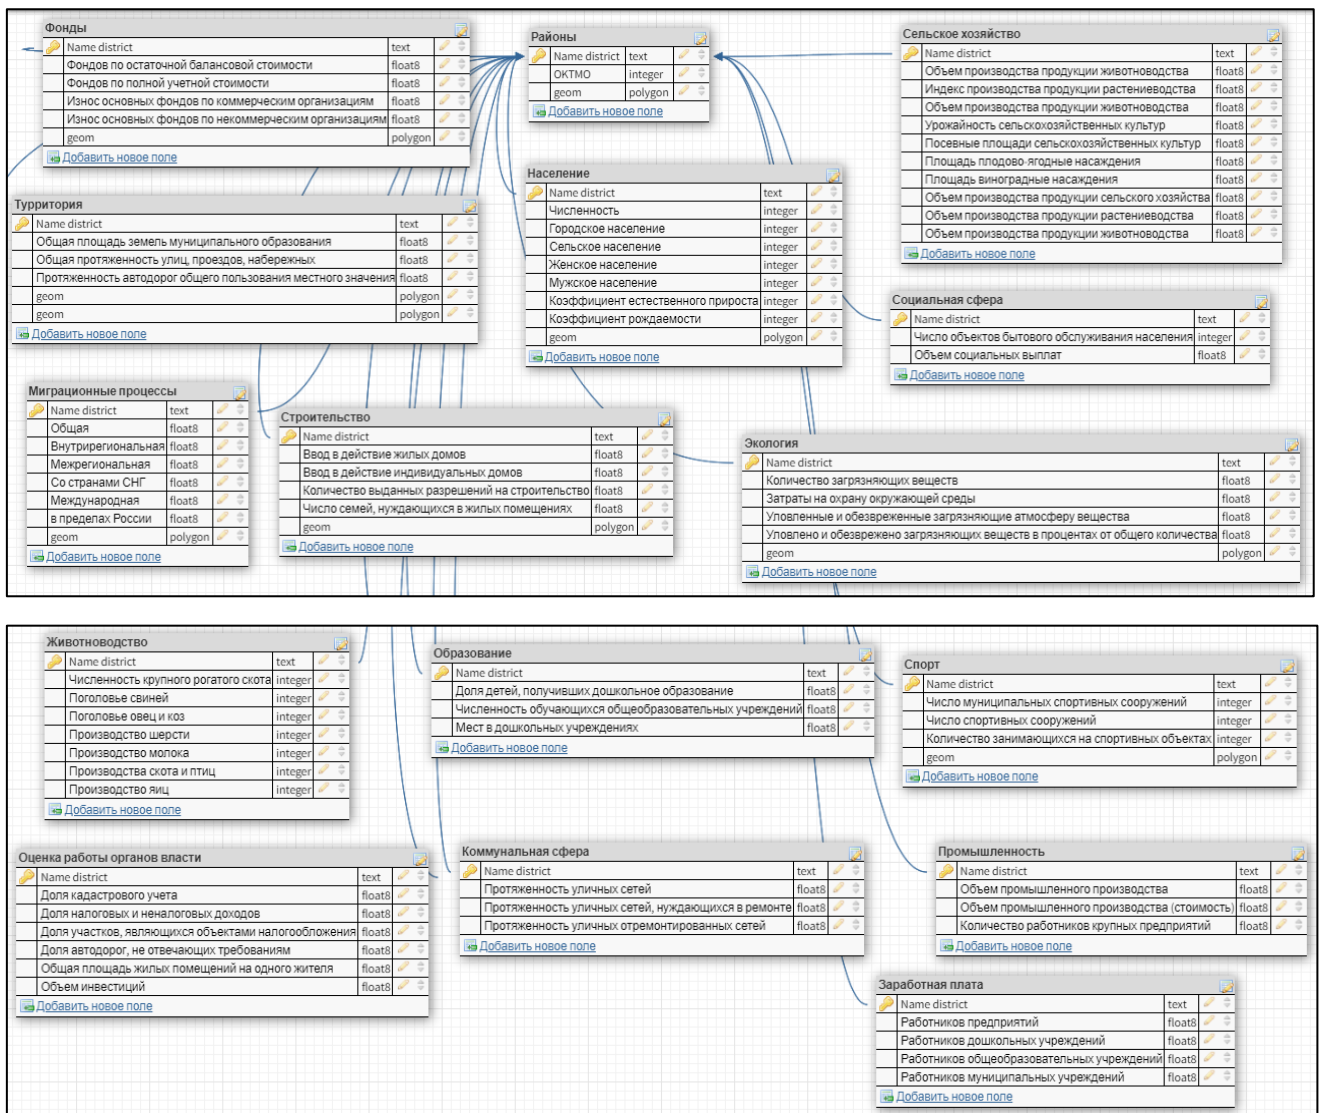 Фонды
Name district text
Фондов по остаточной балансовой стоимости float8
Фондов по полной учетной стоимости float8
Износ основных фондов по коммерческим организациям float8
Износ основных фондов по некоммерческим организациям float8
geom polygon
Добавить новое поле
Районы
Name district text
ОКТМО integer
geom polygon
Добавить новое поле
Сельское хозяйство
Name district text
Объем производства продукции животноводства float8
Индекс производства продукции растениеводства float8
Объем производства продукции животноводства float8
Урожайность сельскохозяйственных культур float8
Посевные площади сельскохозяйственных культур float8
Площадь плодово-ягодные насаждения float8
Площадь виноградные насаждения float8
Объем производства продукции сельского хозяйства float8
Объем производства продукции растениеводства float8
Объем производства продукции животноводства float8
Добавить новое поле
Турритория
Name district text
Общая площадь земель муниципального образования float8
Общая протяженность улиц, проездов, набережных float8
Протяженность автодорог общего пользования местного значения float8
geom polygon
geom polygon
Добавить новое поле
Население
Name district text
Численность integer
Городское население integer
Сельское население integer
Женское население integer
Мужское население integer
Коэффициент естественного прироста integer
Коэффициент рождаемости integer
geom polygon
Добавить новое поле
Социальная сфера
Name district text
Число объектов бытового обслуживания населения integer
Объем социальных выплат float8
Добавить новое поле
Миграционные процессы
Name district text
Общая float8
Внутрирегиональная float8
Межрегиональная float8
Со странами СНГ float8
Международная float8
в пределах России float8
geom polygon
Добавить новое поле
Строительство
Name district text
Ввод в действие жилых домов float8
Ввод в действие индивидуальных домов float8
Количество выданных разрешений на строительство float8
Число семей, нуждающихся в жилых помещениях float8
geom polygon
Добавить новое поле
Экология
Name district text
Количество загрязняющих веществ float8
Затраты на охрану окружающей среды float8
Уловленные и обезвреженные загрязняющие атмосферу вещества float8
Уловлено и обезврежено загрязняющих веществ в процентах от общего количества float8
geom polygon
Добавить новое поле
Животноводство
Name district text
Численность крупного рогатого скота integer
Поголовье свиней integer
Поголовье овец и коз integer
Производство шерсти integer
Производство молока integer
Производства скота и птиц integer
Производство яиц integer
Добавить новое поле
Образование
Name district text
Доля детей, получивших дошкольное образование float8
Численность обучающихся общеобразовательных учреждений float8
Мест в дошкольных учреждениях float8
Добавить новое поле
Спорт
Name district text
Число муниципальных спортивных сооружений integer
Число спортивных сооружений integer
Количество занимающихся на спортивных объектах integer
geom polygon
Добавить новое поле
Оценка работы органов власти
Name district text
Доля кадастрового учета float8
Доля налоговых и неналоговых доходов float8
Доля участков, являющихся объектами налогообложения float8
Доля автодорог, не отвечающих требованиям float8
Общая площадь жилых помещений на одного жителя float8
Объем инвестиций float8
Добавить новое поле
Коммунальная сфера
Name district text
Протяженность уличных сетей float8
Протяженность уличных сетей, нуждающихся в ремонте float8
Протяженность уличных отремонтированных сетей float8
Добавить новое поле
Промышленность
Name district text
Объем промышленного производства float8
Объем промышленного производства (стоимость) float8
Количество работников крупных предприятий float8
Добавить новое поле
Заработная плата
Name district text
Работников предприятий float8
Работников дошкольных учреждений float8
Работников общеобразовательных учреждений float8
Работников муниципальных учреждений float8
Добавить новое поле